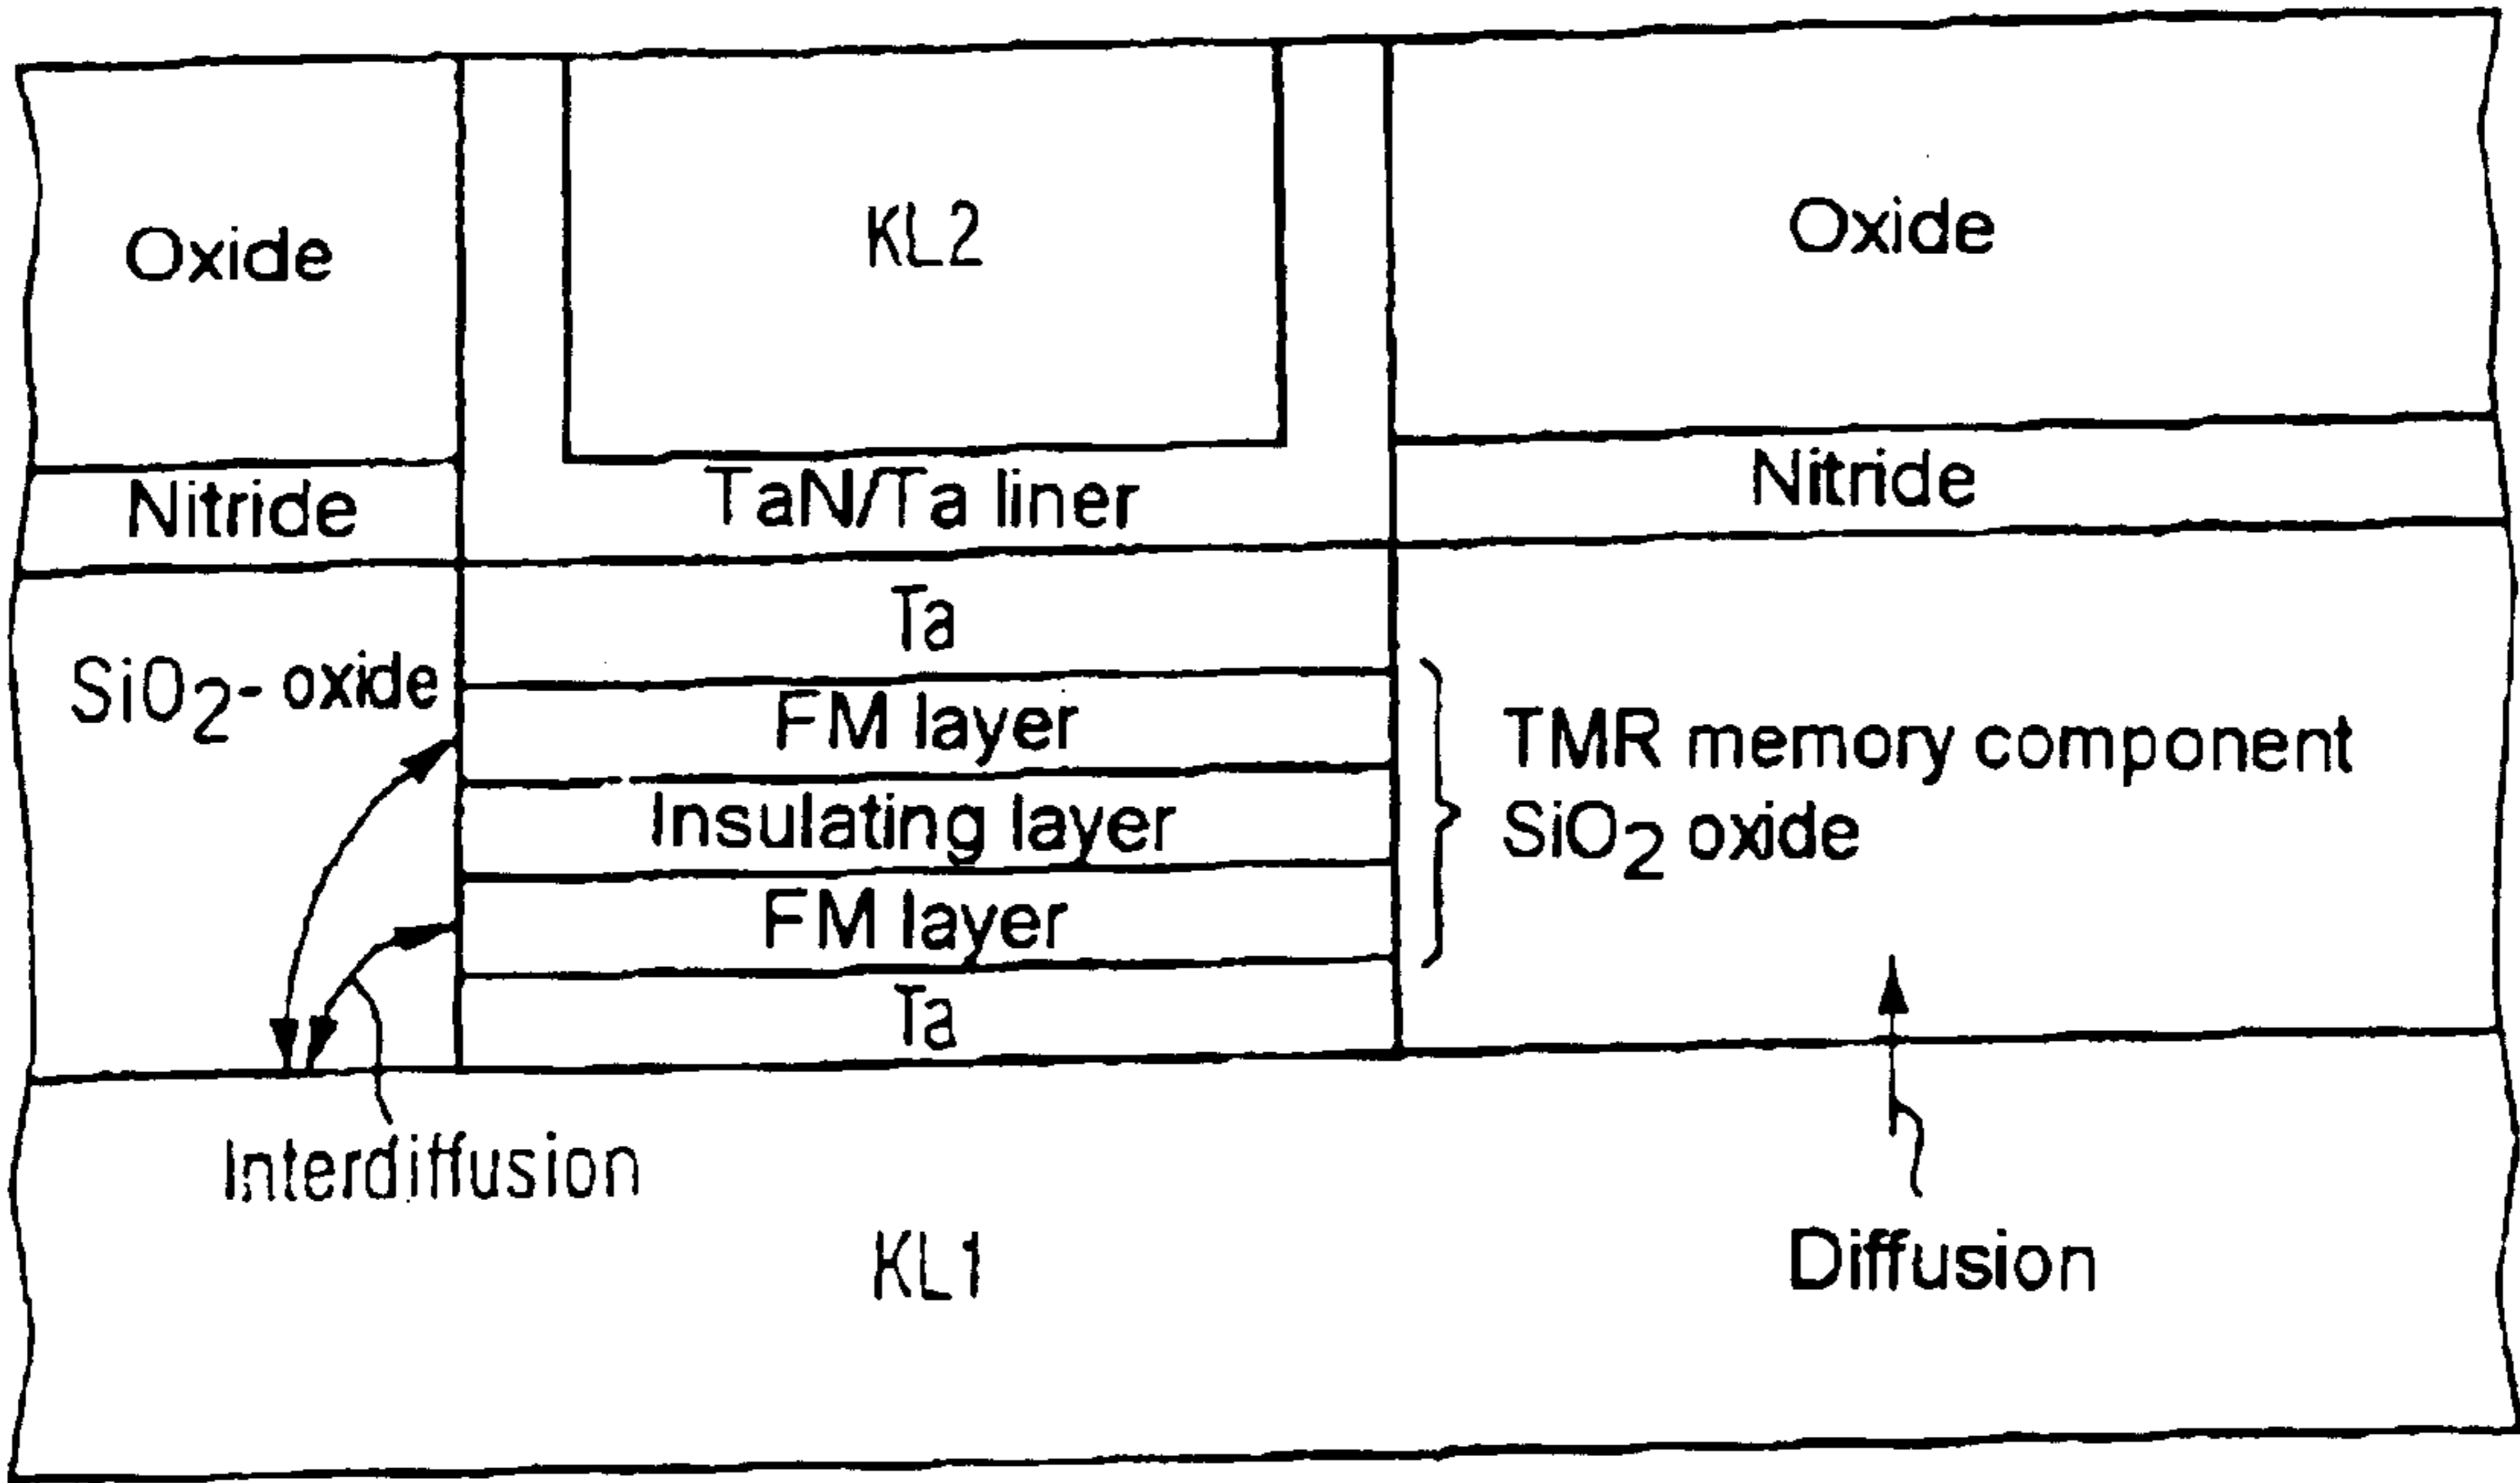 Oxide
KL2
Oxide
Nitride
TaN/Ta liner
Nitride
Ta
SiO2- oxide
FM layer
TMR memory component
Insulating layer
SiO2 oxide
FM layer
Ta
Interdiffusion
KL1
Diffusion